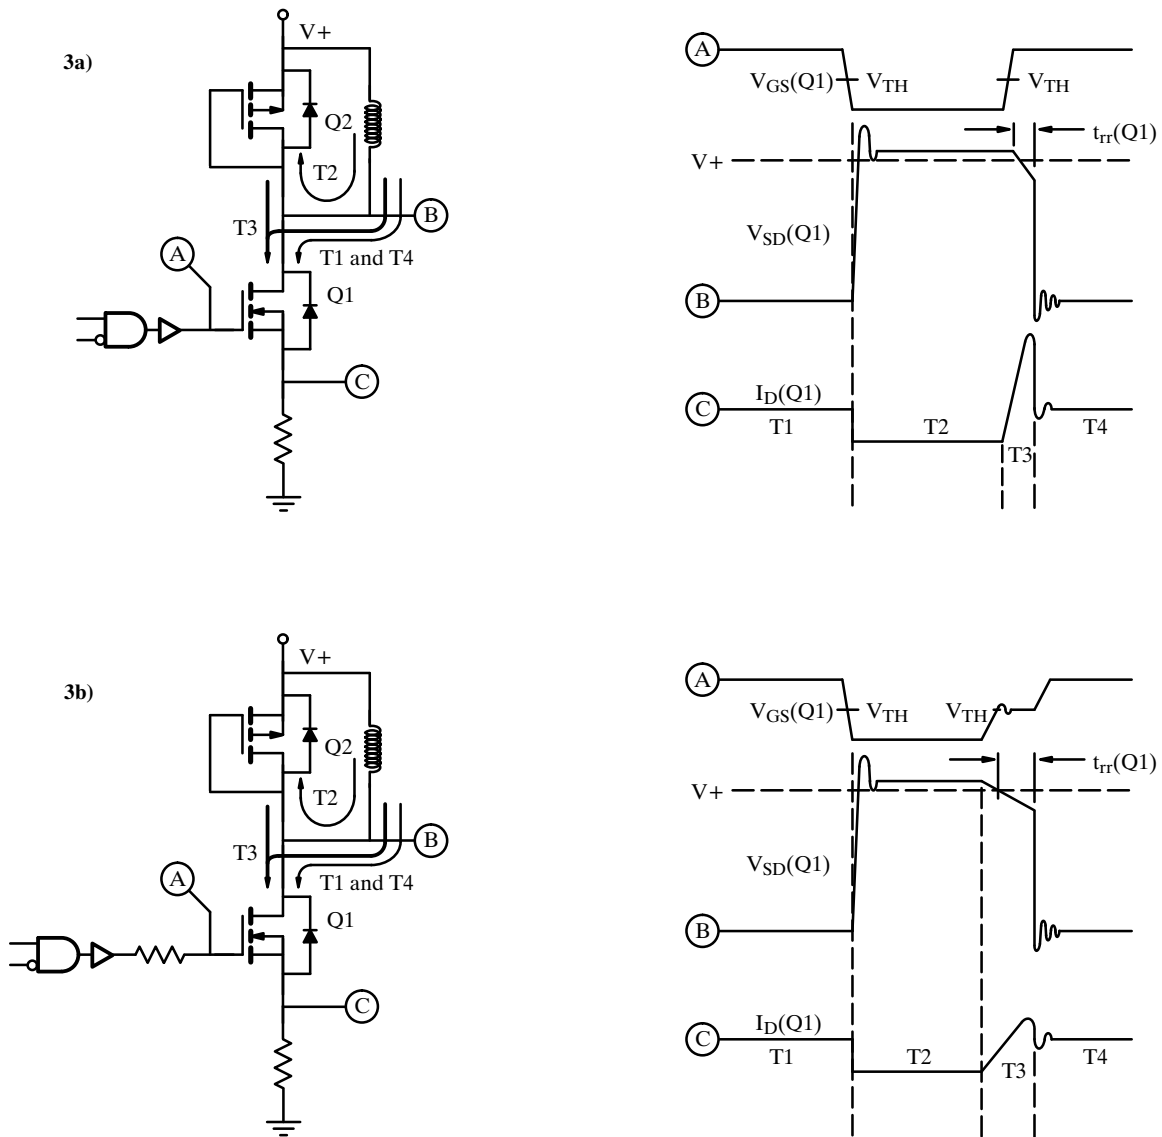 3a)
V+
Q2
T2
T3
B
T1 and T4
A
Q1
C
A
VGS(Q1)
VTH
VTH
trr(Q1)
V+
VSD(Q1)
B
C
ID(Q1)
T1
T2
T3
T4
3b)
V+
Q2
T2
T3
B
T1 and T4
A
Q1
C
A
VGS(Q1)
VTH
VTH
trr(Q1)
V+
VSD(Q1)
B
C
ID(Q1)
T1
T2
T3
T4